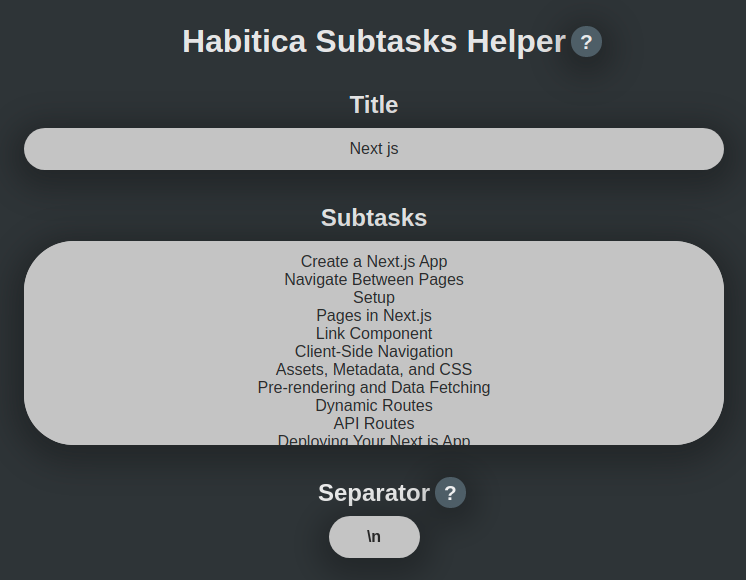 Habitica Subtasks Helper ?
Title
Next js
Subtasks
Create a Next.js App
Navigate Between Pages
Setup
Pages in Next.js
Link Component
Client-Side Navigation
Assets, Metadata, and CSS
Pre-rendering and Data Fetching
Dynamic Routes
API Routes
Deploying Your Next.js App
Separator ?
\n